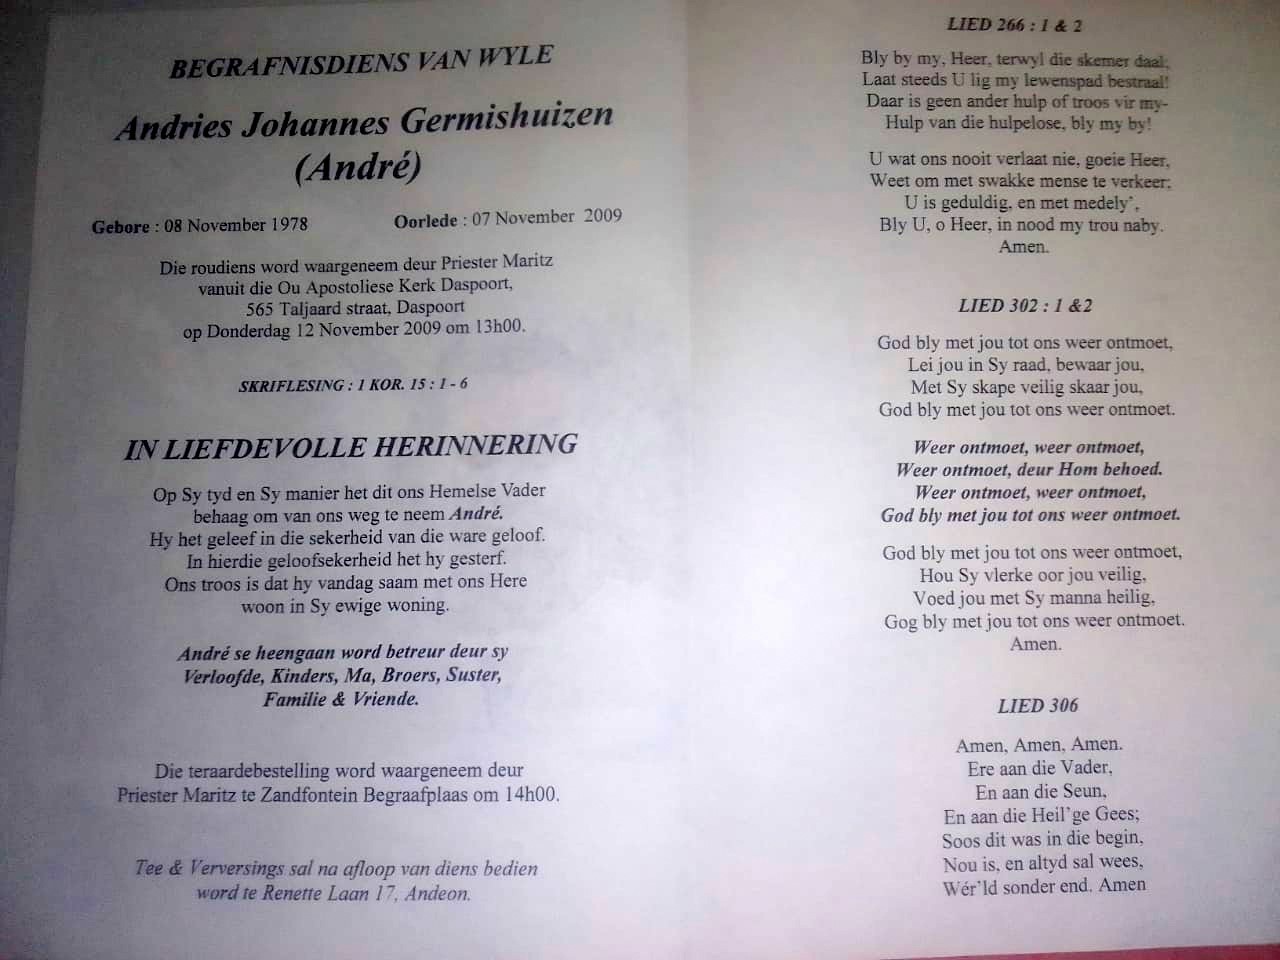 BEGRAFNISDIENS VAN WYLE
Andries Johannes Germishuizen
(André)
Gebore : 08 November 1978 Oorlede : 07 November 2009
Die roudiens word waargeneem deur Priester Maritz
vanuit die Ou Apostoliese Kerk Daspoort,
565 Taljaard straat, Daspoort
op Donderdag 12 November 2009 om 13h00.
SKRIFLESING : 1 KOR. 15 : 1 - 6
IN LIEFDEVOLLE HERINNERING
Op Sy tyd en Sy manier het dit ons Hemelse Vader
behaag om van ons weg te neem André.
Hy het geleef in die sekerheid van die ware geloof.
In hierdie geloofsekerheid het hy gesterf.
Ons troos is dat hy vandag saam met ons Here
woon in Sy ewige woning.
André se heengaan word betreur deur sy
Verloofde, Kinders, Ma, Broers, Suster,
Familie & Vriende.
Die teraardebestelling word waargeneem deur
Priester Maritz te Zandfontein Begraafplaas om 14h00.
Tee & Verversings sal na afloop van diens bedien
word te Renette Laan 17, Andeon.
LIED 266 : 1 & 2
Bly by my, Heer, terwyl die skemer daal;
Laat steeds U lig my lewenspad bestraal!
Daar is geen ander hulp of troos vir my-
Hulp van die hulpelose, bly my by!
U wat ons nooit verlaat nie, goeie Heer,
Weet om met swakke mense te verkeer;
U is geduldig, en met medely',
Bly U, o Heer, in nood my trou naby.
Amen.
LIED 302 : 1 &2
God bly met jou tot ons weer ontmoet,
Lei jou in Sy raad, bewaar jou,
Met Sy skape veilig skaar jou,
God bly met jou tot ons weer ontmoet.
Weer ontmoet, weer ontmoet,
Weer ontmoet, deur Hom behoed.
Weer ontmoet, weer ontmoet,
God bly met jou tot ons weer ontmoet.
God bly met jou tot ons weer ontmoet,
Hou Sy vlerke oor jou veilig,
Voed jou met Sy manna heilig,
Gog bly met jou tot ons weer ontmoet.
Amen.
LIED 306
Amen, Amen, Amen.
Ere aan die Vader,
En aan die Seun,
En aan die Heil'ge Gees;
Soos dit was in die begin,
Nou is, en altyd sal wees,
Wér'ld sonder end. Amen